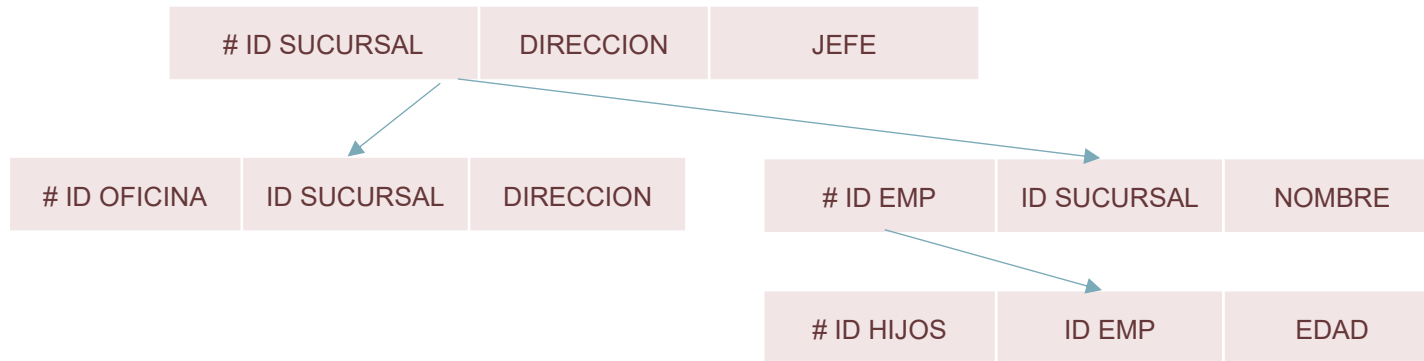 # ID SUCURSAL DIRECCION JEFE
# ID OFICINA ID SUCURSAL DIRECCION
# ID EMP ID SUCURSAL NOMBRE
# ID HIJOS ID EMP EDAD